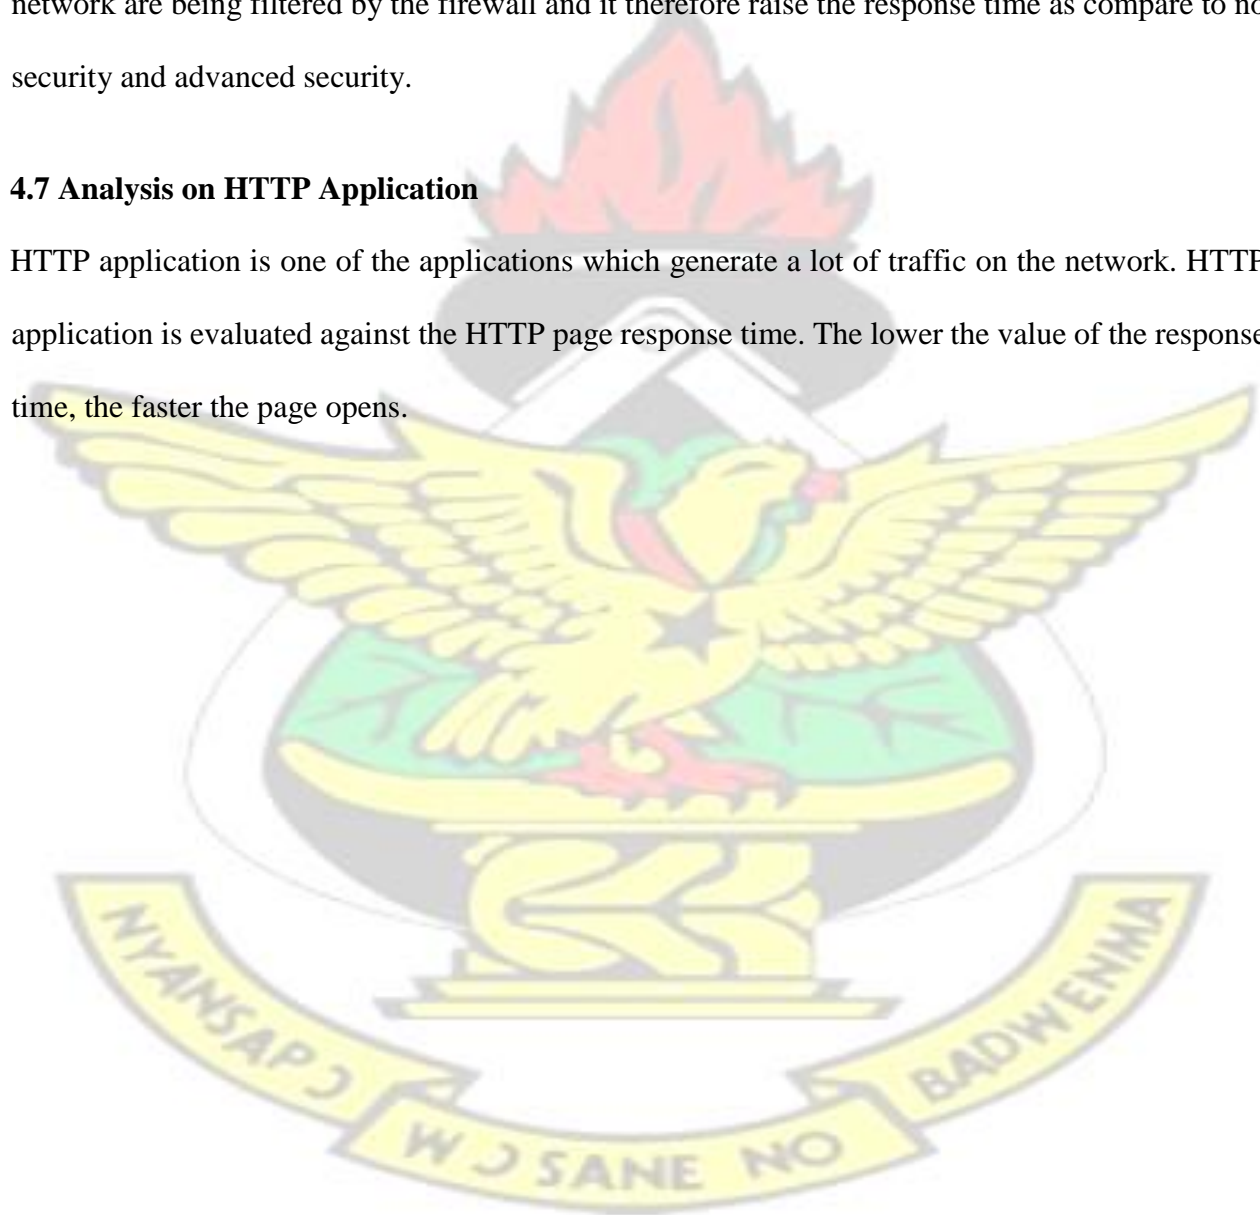 network are being filtered by the firewall and it therefore raise the response time as compare to no
security and advanced security.
4.7 Analysis on HTTP Application
HTTP application is one of the applications which generate a lot of traffic on the network. HTTP
application is evaluated against the HTTP page response time. The lower the value of the response
time, the faster the page opens.
NYANSAPƆ
WƆ SANE NO
BADWENMA